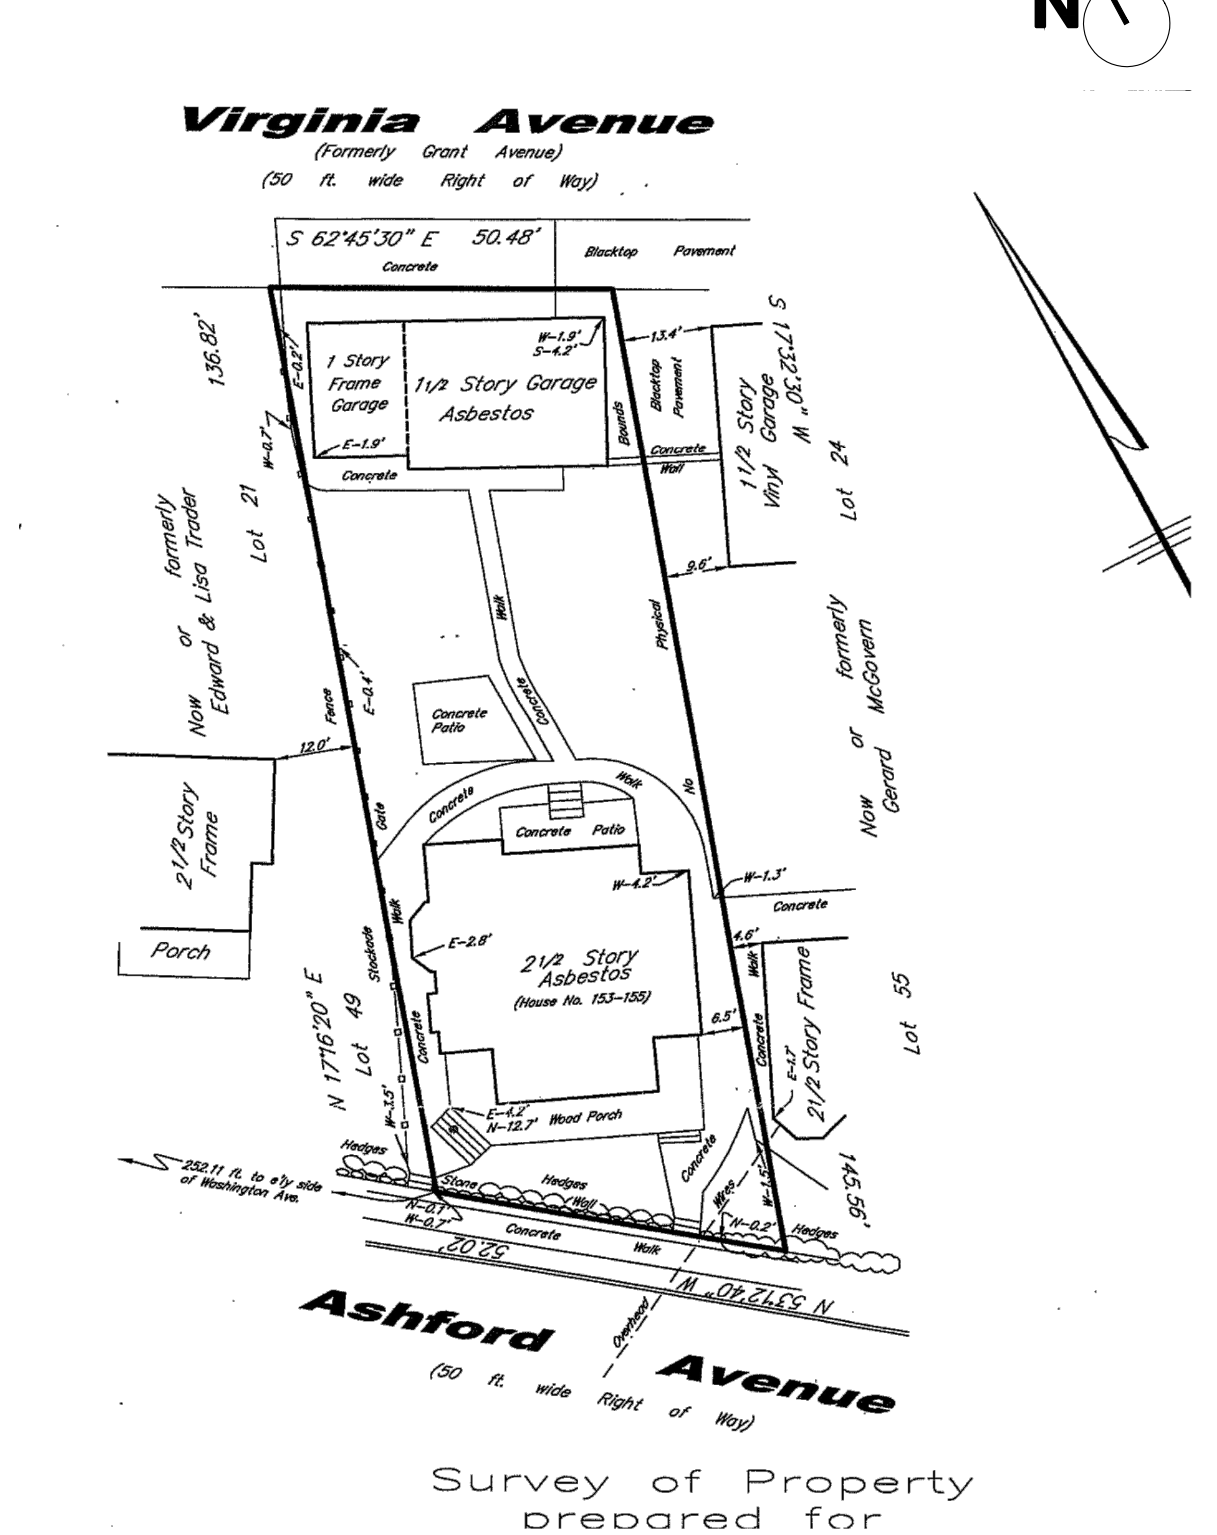 N
Virginia Avenue
(Formerly Grant Avenue)
(50 ft. wide Right of Way)
S 62°45'30" E 50.48'
Concrete
Blacktop Pavement
136.82'
S 17°32'30" W
E-0.2'
1 Story
Frame
Garage
1 1/2 Story Garage
Asbestos
W-1.9'
S-4.2'
13.4'
Blacktop
Pavement
1 1/2 Story
Vinyl Garage
W-0.7'
E-1.9'
Concrete
Bounds
Concrete
Wall
Lot 24
Lot 21
Now or formerly
Edward & Lisa Trader
9.6'
Walk
Physical
Now or formerly
Gerard McGovern
E-0.4'
Fence
Concrete
Patio
Concrete
12.0'
2 1/2 Story
Frame
Gate
Concrete
Walk
No
Concrete Patio
W-4.2'
W-1.3'
Concrete
Walk
Porch
E-2.8'
Stockade
2 1/2 Story
Asbestos
(House No. 153-155)
4.6'
Walk
6.5'
Concrete
2 1/2 Story Frame
Lot 55
N 17°16'20" E
Lot 49
Concrete
E-1.7'
W-3.5'
E-4.2'
N-12.7'
Wood Porch
Hedges
252.11 ft. to e'ly side
of Washington Ave.
Stone
Hedges
Wall
Concrete
Wires
W-1.5'
145.56'
N-0.1'
W-0.7'
N-0.2'
Hedges
Concrete Walk
52.02'
N 53°12'40" W
Overhead
Ashford Avenue
(50 ft. wide Right of Way)
Survey of Property
prepared for